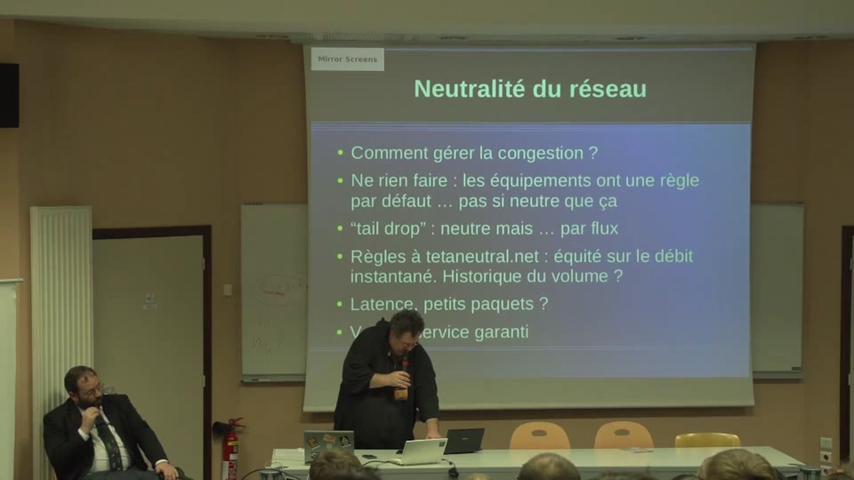 Mirror Screens
Neutralité du réseau
• Comment gérer la congestion ?
• Ne rien faire : les équipements ont une règle
par défaut … pas si neutre que ça
• “tail drop” : neutre mais … par flux
• Règles à tetaneutral.net : équité sur le débit
instantané. Historique du volume ?
• Latence, petits paquets ?
• service garanti